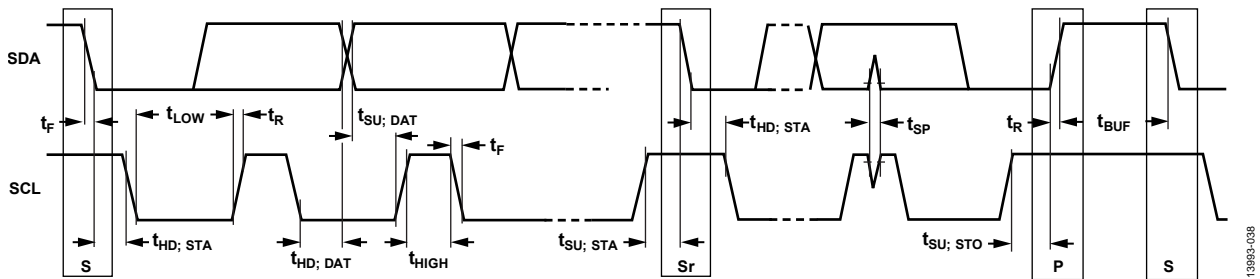 SDA
tF
tLOW
tR
tSU; DAT
tF
tHD; STA
tSP
tR
tBUF
SCL
tHD; STA
tHD; DAT
tHIGH
tSU; STA
tSU; STO
S
Sr
P
S
13993-038